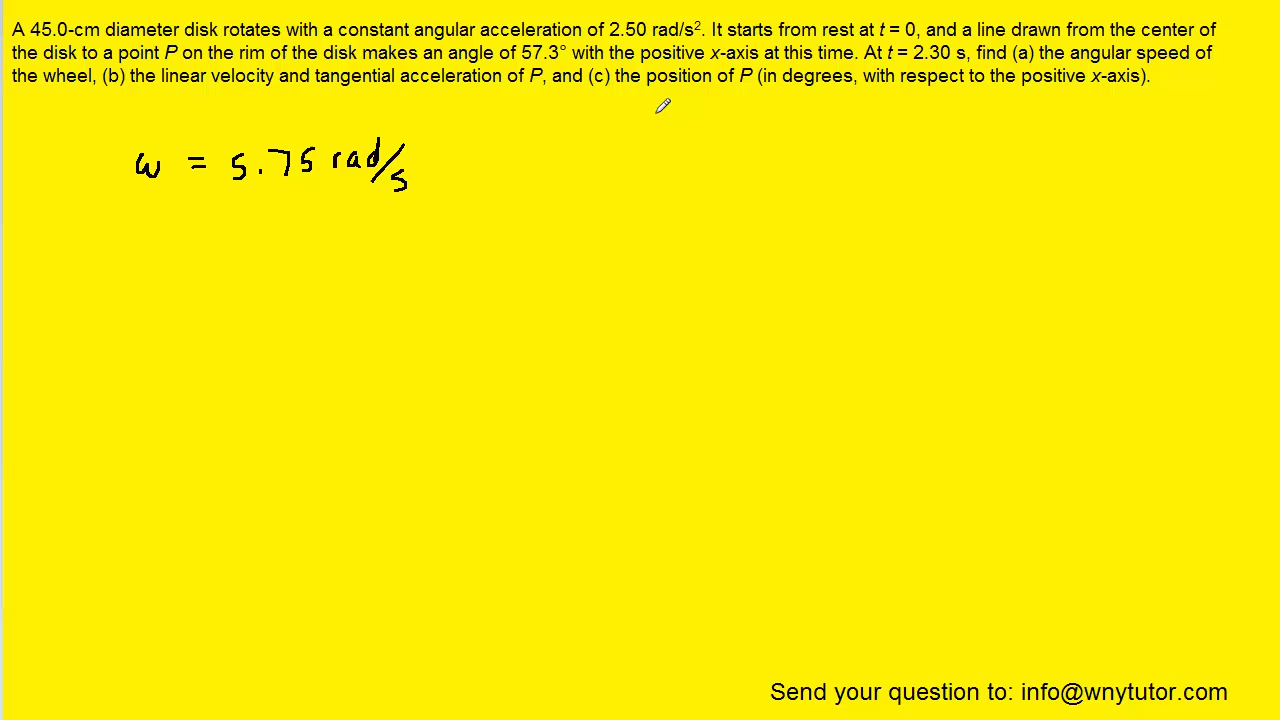 A 45.0-cm diameter disk rotates with a constant angular acceleration of 2.50 rad/s². It starts from rest at t = 0, and a line drawn from the center of
the disk to a point P on the rim of the disk makes an angle of 57.3° with the positive x-axis at this time. At t = 2.30 s, find (a) the angular speed of
the wheel, (b) the linear velocity and tangential acceleration of P, and (c) the position of P (in degrees, with respect to the positive x-axis).
ω = 5.75 rad/s
Send your question to: info@wnytutor.com